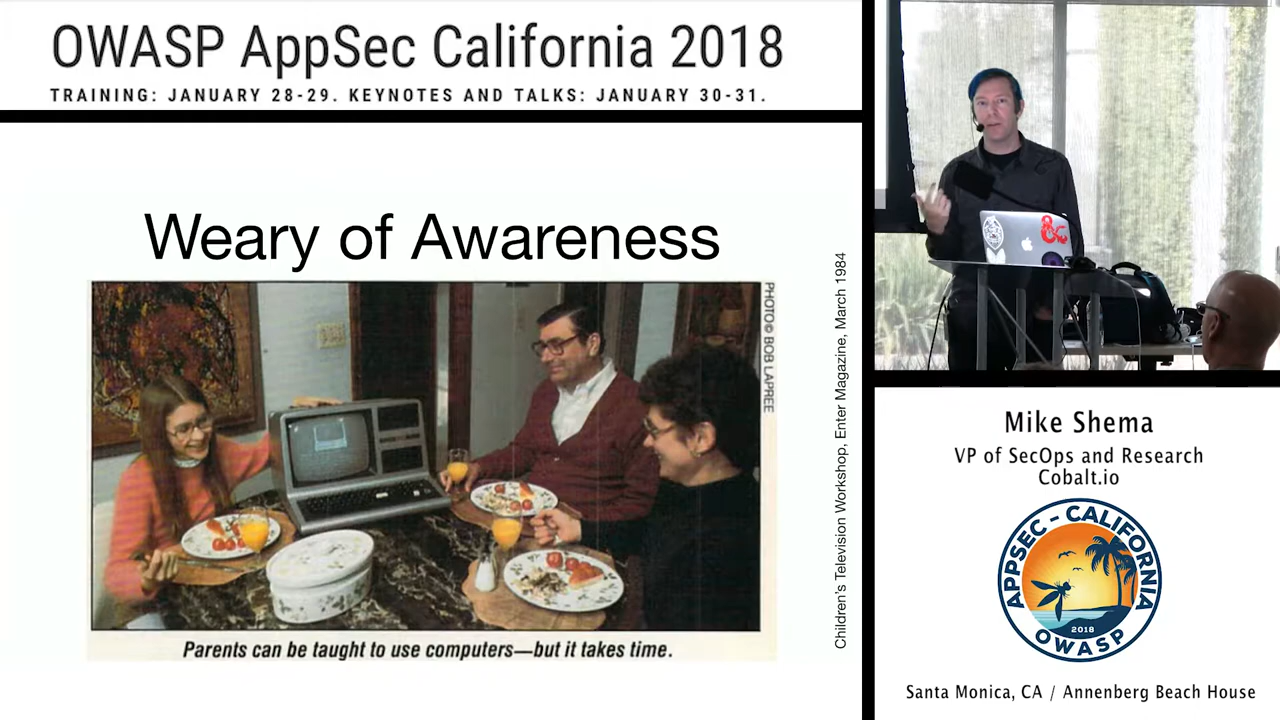 OWASP AppSec California 2018
TRAINING: JANUARY 28-29. KEYNOTES AND TALKS: JANUARY 30-31.
Weary of Awareness
PHOTO © BOB LAPREE
Children's Television Workshop, Enter Magazine, March 1984
Parents can be taught to use computers—but it takes time.
Mike Shema
VP of SecOps and Research
Cobalt.io
APPSEC - CALIFORNIA
2018
OWASP
Santa Monica, CA / Annenberg Beach House